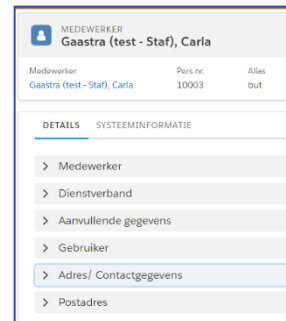 MEDEWERKER
Gaastra (test - Staf), Carla
Medewerker Pers.nr. Alias
Gaastra (test - Staf), Carla 10003 but
DETAILS SYSTEEMINFORMATIE
Medewerker
Dienstverband
Aanvullende gegevens
Gebruiker
Adres/ Contactgegevens
Postadres